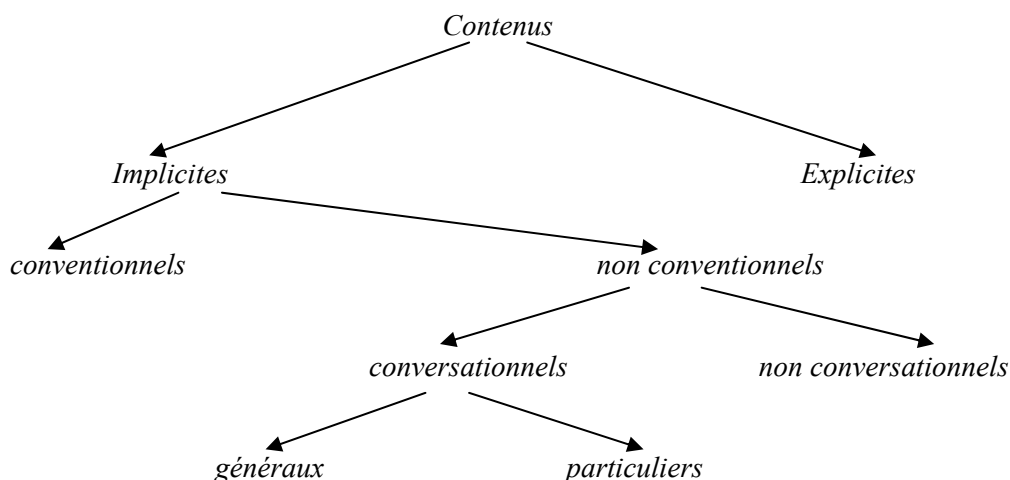 Contenus
Implicites Explicites
conventionnels non conventionnels
conversationnels non conversationnels
généraux particuliers